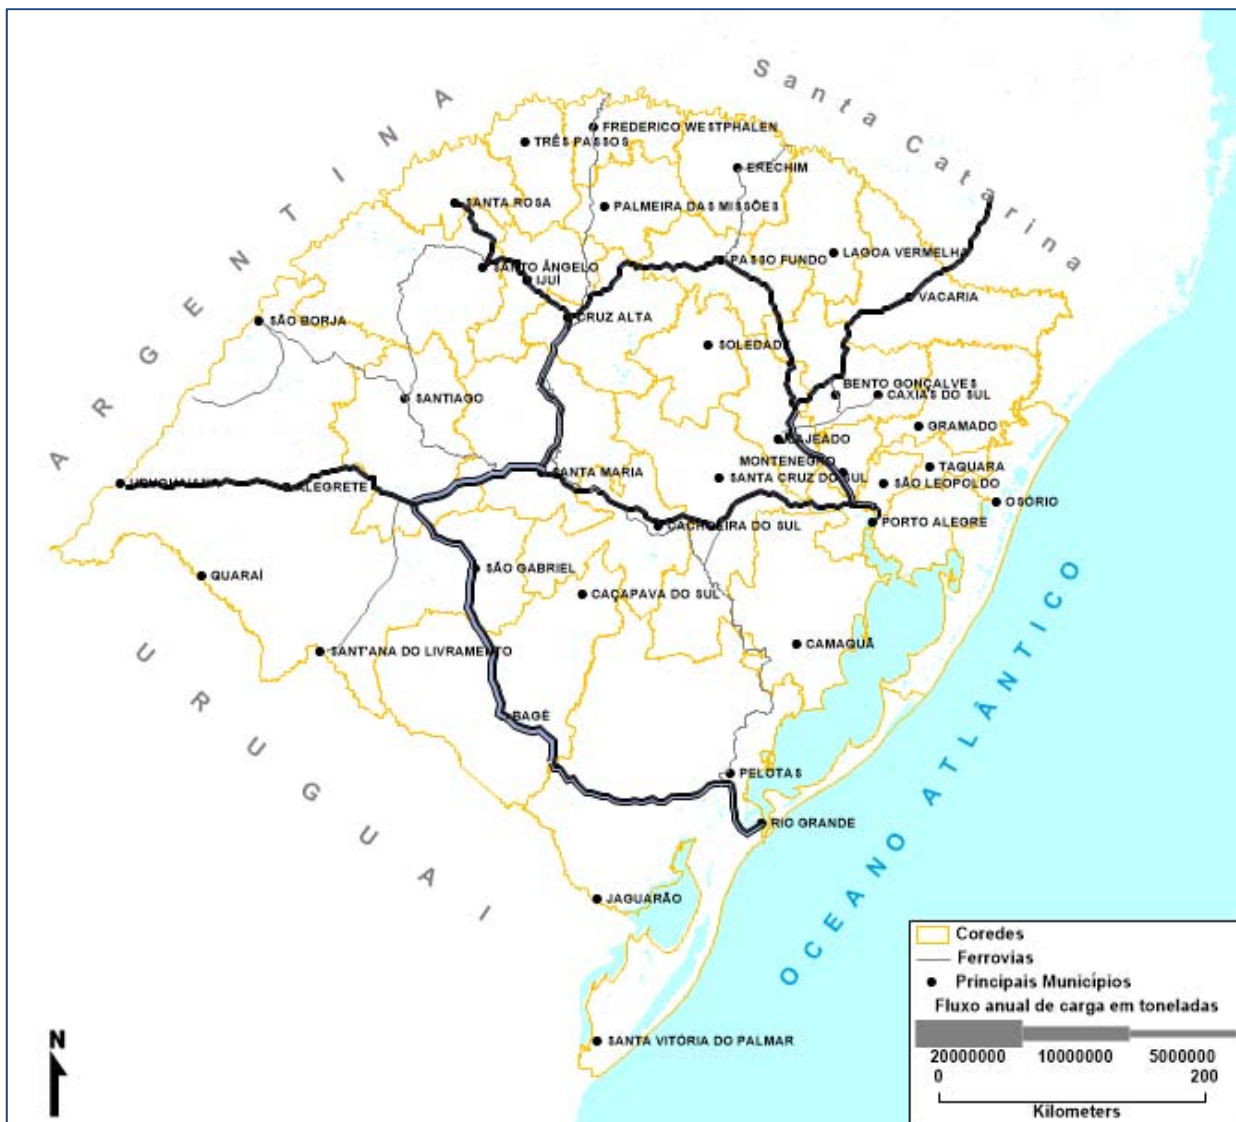 Santa Catarina
ARGENTINA
FREDERICO WESTPHALEN
TRÊS PASSOS
ERECHIM
SANTA ROSA
PALMEIRA DAS MISSÕES
LAGOA VERMELHA
PASSO FUNDO
SANTO ÂNGELO
IJUÍ
VACARIA
SÃO BORJA
CRUZ ALTA
SOLEDADE
BENTO GONÇALVES
SANTIAGO
CAXIAS DO SUL
GRAMADO
LAJEADO
SANTA MARIA
MONTENEGRO
TAQUARA
URUGUAIANA
ALEGRETE
SANTA CRUZ DO SUL
SÃO LEOPOLDO
OSÓRIO
CACHOEIRA DO SUL
PORTO ALEGRE
QUARAÍ
SÃO GABRIEL
CAÇAPAVA DO SUL
SANT'ANA DO LIVRAMENTO
CAMAQUÃ
URUGUAI
BAGÉ
OCEANO ATLÂNTICO
PELOTAS
RIO GRANDE
JAGUARÃO
SANTA VITÓRIA DO PALMAR
N
Coredes
Ferrovias
Principais Municípios
Fluxo anual de carga em toneladas
20000000 10000000 5000000
0 200
Kilometers